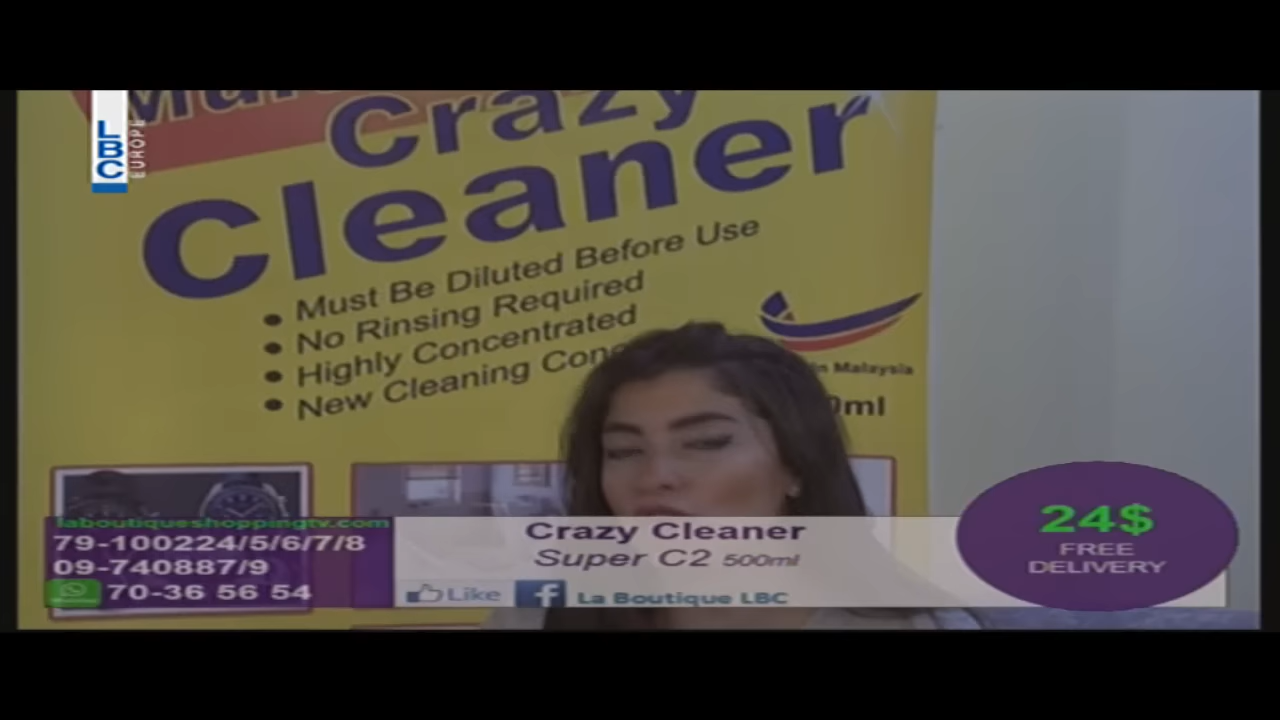 LBC
EUROPE
Crazy
Cleaner
• Must Be Diluted Before Use
• No Rinsing Required
• Highly Concentrated
• New Cleaning
in Malaysia
laboutiqueshoppingtv.com
79-100224/5/6/7/8
09-740887/9
70-36 56 54
Crazy Cleaner
Super C2 500ml
Like
f La Boutique LBC
24$
FREE
DELIVERY